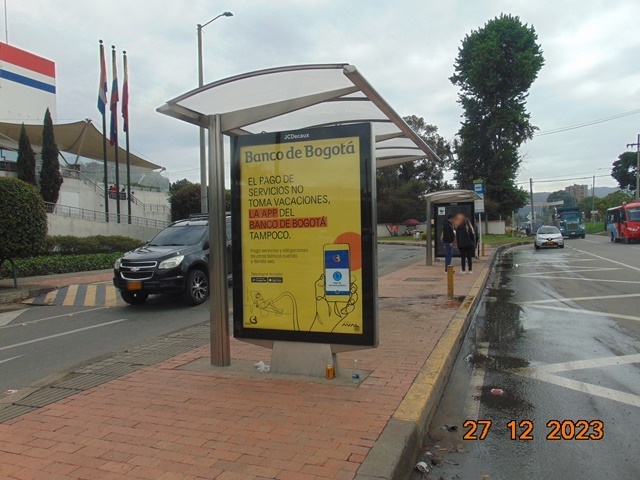 JCDecaux
Banco de Bogotá
EL PAGO DE
SERVICIOS NO
TOMA VACACIONES,
LA APP DEL
BANCO DE BOGOTÁ
TAMPOCO.
27 12 2023